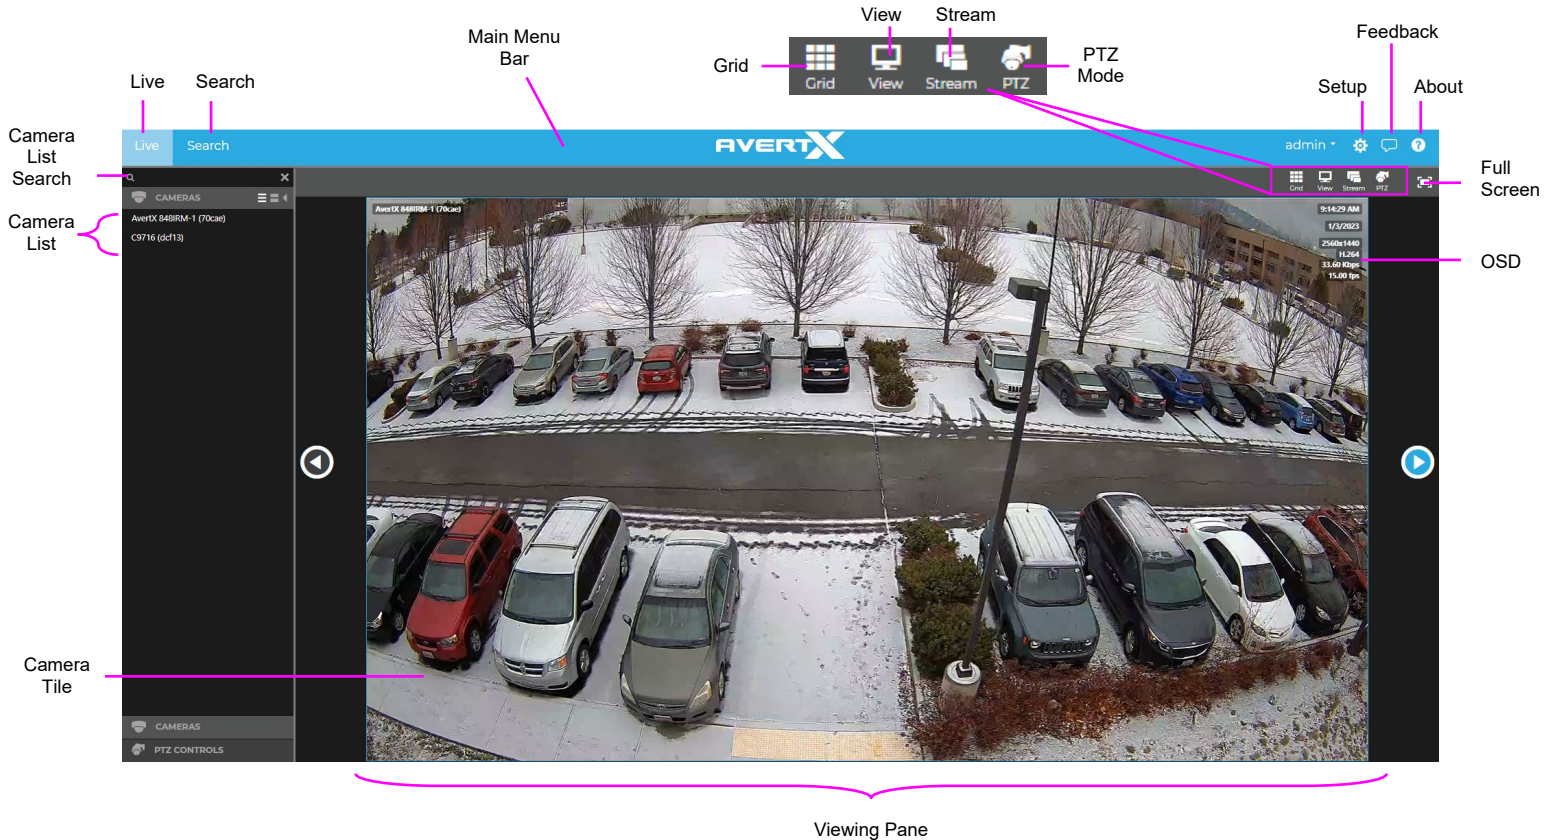 View
Stream
Feedback
Main Menu
Bar
Grid
PTZ
Mode
Grid
View
Stream
PTZ
Live
Search
Setup
About
Camera
List
Search
Live
Search
AVERTX
admin
Full
Screen
CAMERAS
Grid
View
Stream
PTZ
Camera
List
AvertX 848IRM-1 (70cae)
C9716 (dcf13)
AvertX 848IRM-1 (70cae)
9:14:29 AM
1/3/2023
2560x1440
H.264
33.60 Kbps
15.00 fps
OSD
Camera
Tile
CAMERAS
PTZ CONTROLS
Viewing Pane